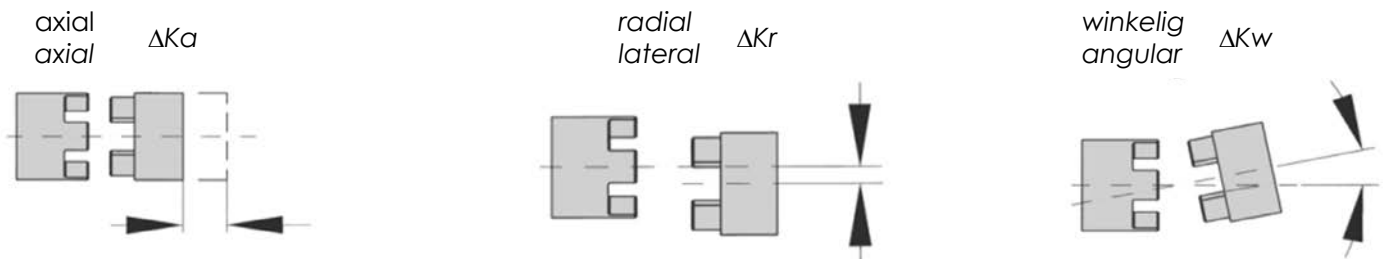 axial
axial ΔKa
radial
lateral ΔKr
winkelig
angular ΔKw